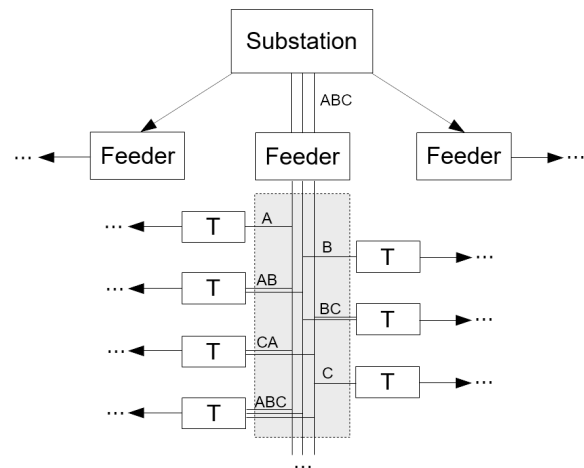 Substation
ABC
... Feeder Feeder Feeder ...
A
... T
B
T ...
AB
... T
BC
T ...
CA
... T
C
T ...
ABC
... T
...